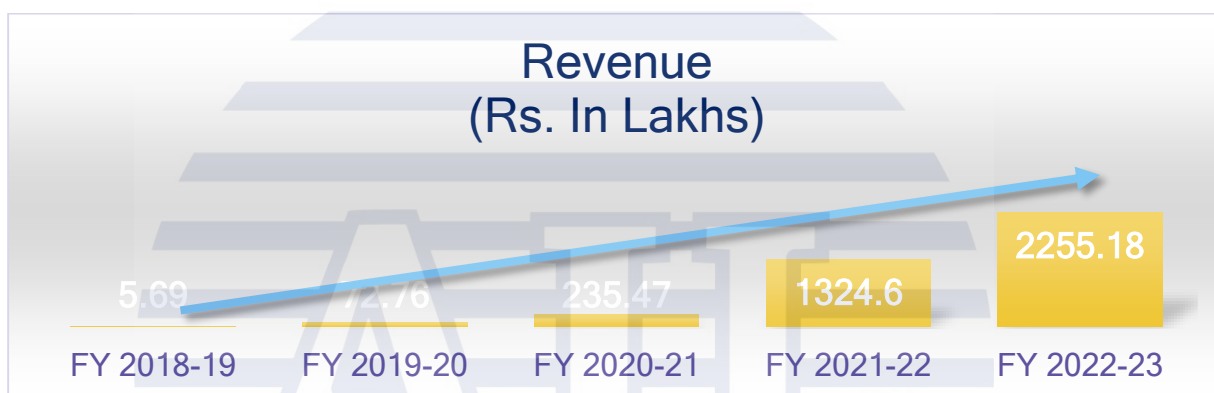 Revenue
(Rs. In Lakhs)
5.69 72.76 235.47 1324.6 2255.18
FY 2018-19 FY 2019-20 FY 2020-21 FY 2021-22 FY 2022-23